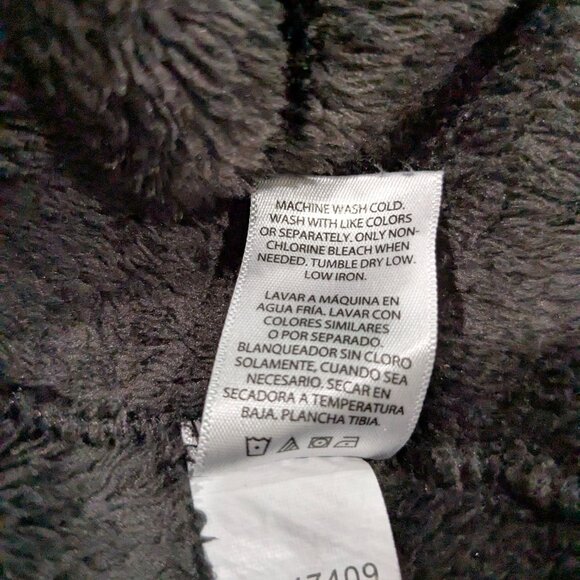 MACHINE WASH COLD.
WASH WITH LIKE COLORS
OR SEPARATELY. ONLY NON-
CHLORINE BLEACH WHEN
NEEDED. TUMBLE DRY LOW.
LOW IRON.
LAVAR A MÁQUINA EN
AGUA FRÍA. LAVAR CON
COLORES SIMILARES
O POR SEPARADO.
BLANQUEADOR SIN CLORO
SOLAMENTE, CUANDO SEA
NECESARIO. SECAR EN
SECADORA A TEMPERATURA
BAJA. PLANCHA TIBIA.
7409